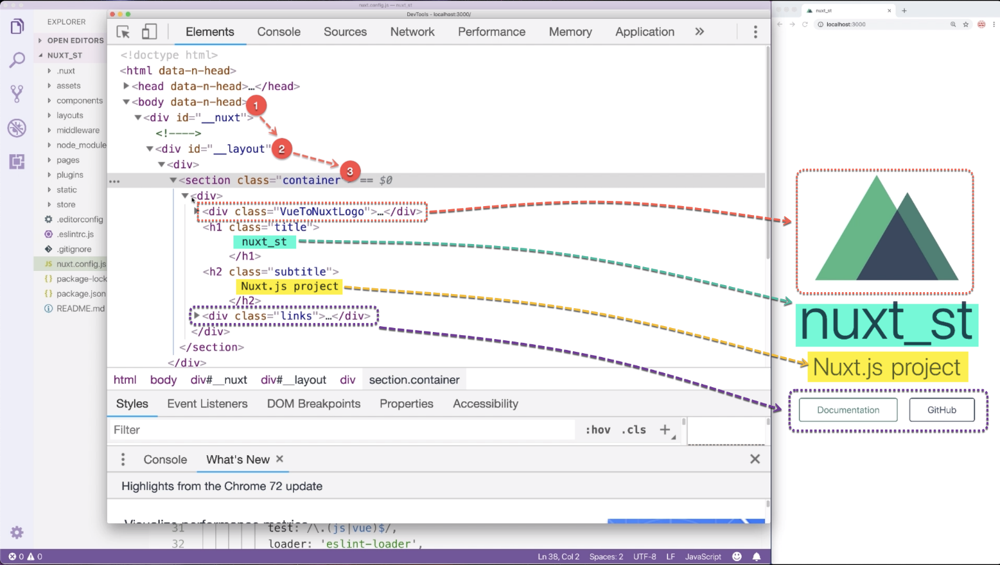 nuxt.config.js — nuxt_st
EXPLORER
OPEN EDITORS
NUXT_ST
.nuxt
assets
components
layouts
middleware
node_module
pages
plugins
static
store
.editorconfig
.eslintrc.js
.gitignore
JS nuxt.config.js
{} package-lock
{} package.json
README.md
DevTools - localhost:3000/
Elements Console Sources Network Performance Memory Application »
<!doctype html>
<html data-n-head>
<head data-n-head>…</head>
<body data-n-head>
1
<div id="__nuxt">
<!---->
<div id="__layout"
2
<div>
3
… <section class="container == $0
<div>
<div class="VueToNuxtLogo">…</div>
<h1 class="title">
nuxt_st
</h1>
<h2 class="subtitle">
Nuxt.js project
</h2>
<div class="links">…</div>
</div>
</section>
</div>
html body div#__nuxt div#__layout div section.container
Styles Event Listeners DOM Breakpoints Properties Accessibility
Filter :hov .cls +
Console What's New ×
Highlights from the Chrome 72 update
Visualize performance metrics
31 test: /\.(js|vue)$/,
32 loader: 'eslint-loader',
0 0 Ln 38, Col 2 Spaces: 2 UTF-8 LF JavaScript
nuxt_st
localhost:3000
nuxt_st
Nuxt.js project
Documentation GitHub